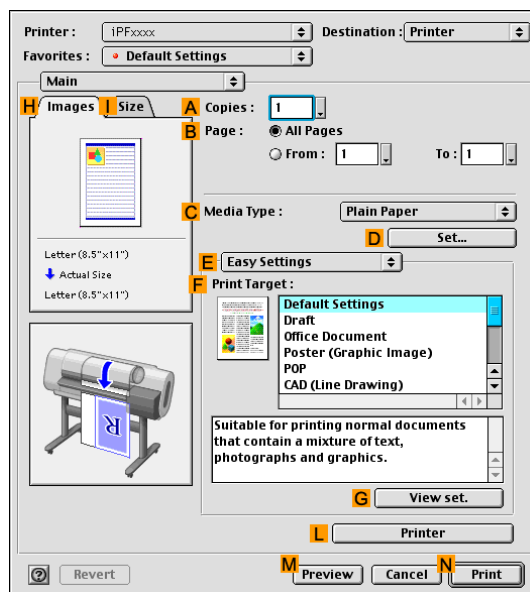 Printer : iPFxxxx Destination : Printer
Favorites : Default Settings
Main
H Images I Size
A Copies : 1
B Page : All Pages
From : 1 To : 1
C Media Type : Plain Paper
D Set...
Letter (8.5"x11")
Actual Size
Letter (8.5"x11")
E Easy Settings
F Print Target :
Default Settings
Draft
Office Document
Poster (Graphic Image)
POP
CAD (Line Drawing)
R
Suitable for printing normal documents
that contain a mixture of text,
photographs and graphics.
G View set.
L Printer
? Revert M Preview Cancel N Print